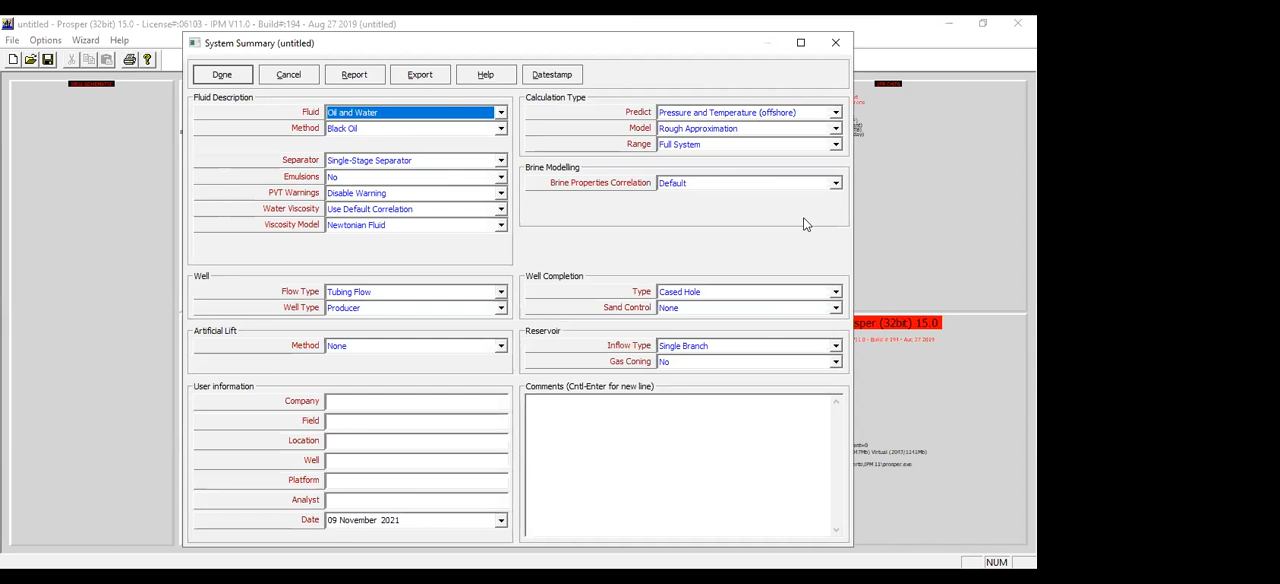 untitled - Prosper (32bit) 15.0 - License#:06103 - IPM V11.0 - Build#:194 - Aug 27 2019 (untitled)
File Options Wizard Help
System Summary (untitled)
Done Cancel Report Export Help Datestamp
Fluid Description
Fluid Oil and Water
Method Black Oil
Separator Single-Stage Separator
Emulsions No
PVT Warnings Disable Warning
Water Viscosity Use Default Correlation
Viscosity Model Newtonian Fluid
Calculation Type
Predict Pressure and Temperature (offshore)
Model Rough Approximation
Range Full System
Brine Modelling
Brine Properties Correlation Default
Well
Flow Type Tubing Flow
Well Type Producer
Well Completion
Type Cased Hole
Sand Control None
Artificial Lift
Method None
Reservoir
Inflow Type Single Branch
Gas Coning No
User information
Company
Field
Location
Well
Platform
Analyst
Date 09 November 2021
Comments (Cntl-Enter for new line)
sper (32bit) 15.0
- Build # 194 - Aug 27 2019
NUM